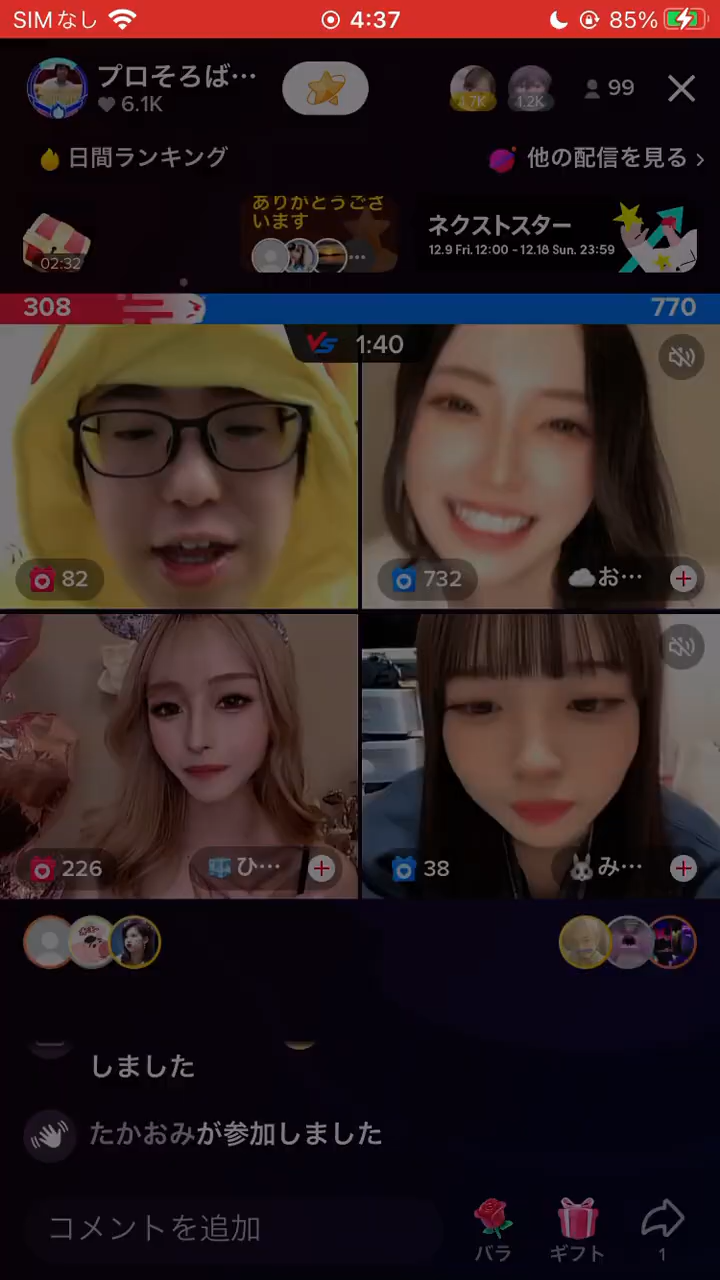 SIMなし
4:37
85%
プロそろば…
6.1K
4.7K
1.2K
99
日間ランキング
他の配信を見る
02:32
ありがとうござ
います
ネクストスター
12.9 Fri. 12:00 - 12.18 Sun. 23:59
308
770
VS 1:40
82
732
お…
226
ひ…
38
み…
しました
たかおみが参加しました
コメントを追加
バラ
ギフト
1